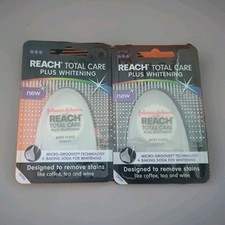 REACH® TOTAL CARE
PLUS WHITENING
new
REACH
TOTAL CARE
MICRO-GROOVES™ TECHNOLOGY
+ BAKING SODA FOR WHITENING
Designed to remove stains
like coffee, tea and wine
REACH® TOTAL CARE
PLUS WHITENING
new
REACH
TOTAL CARE
MICRO-GROOVES™ TECHNOLOGY
+ BAKING SODA FOR WHITENING
Designed to remove stains
like coffee, tea and wine